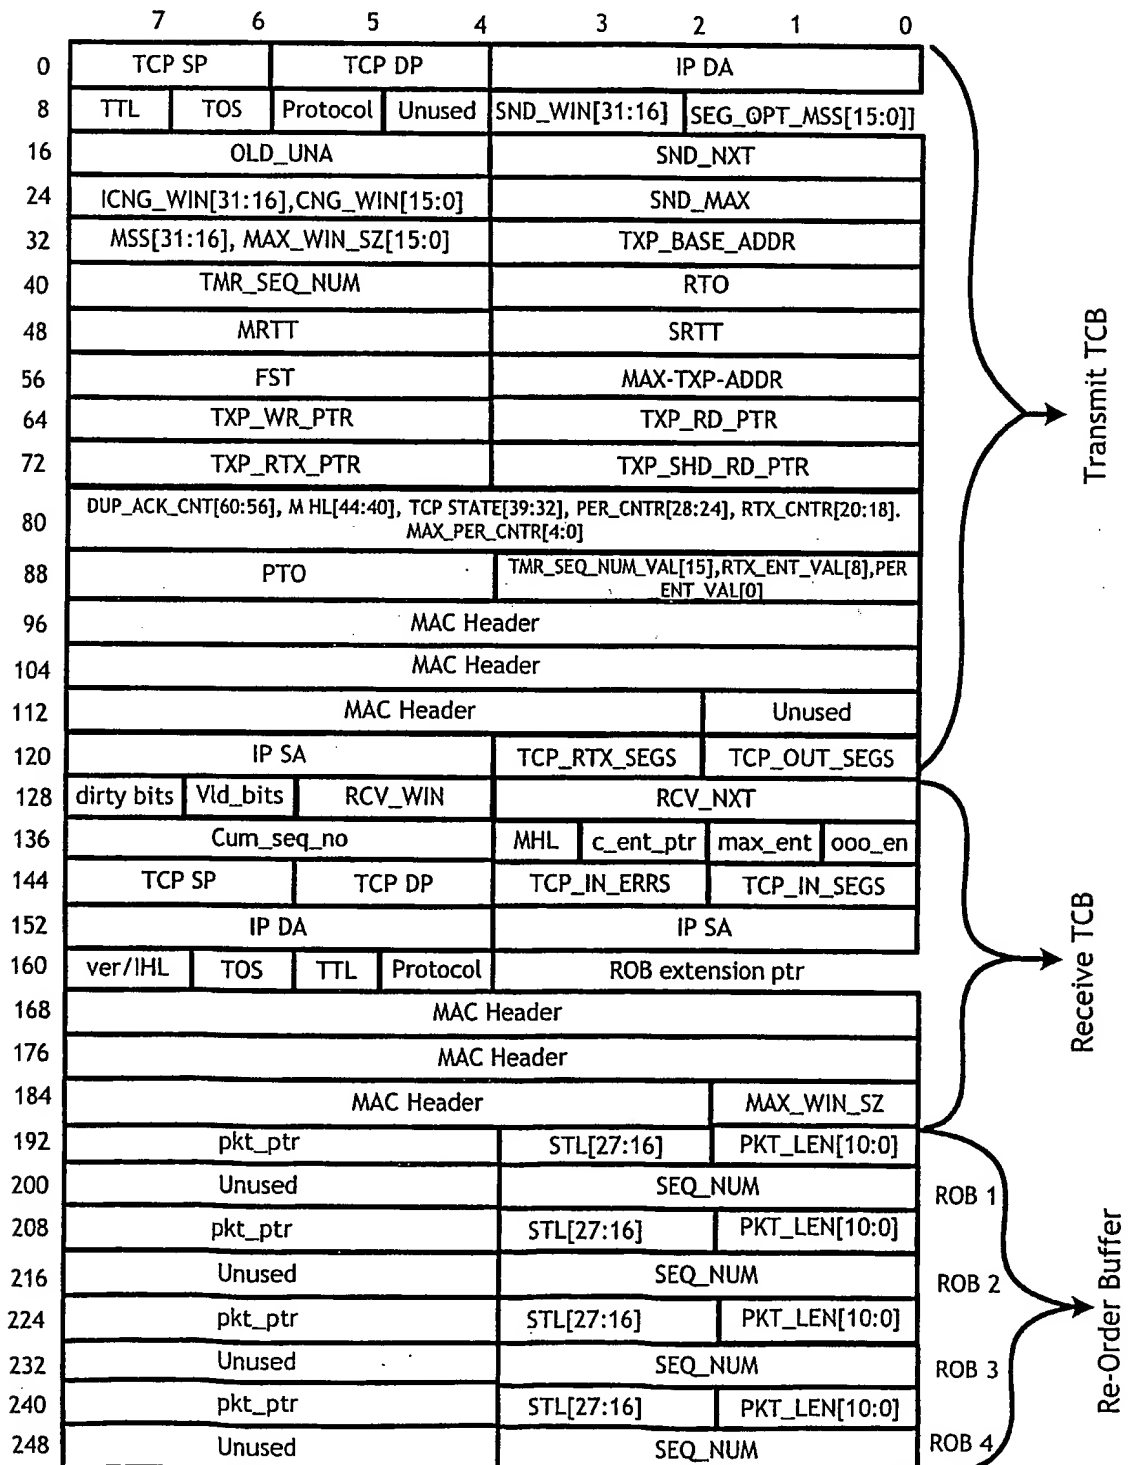 7 6 5 4 3 2 1 0
0 TCP SP TCP DP IP DA
8 TTL TOS Protocol Unused SND_WIN[31:16] SEG_OPT_MSS[15:0]]
16 OLD_UNA SND_NXT
24 ICNG_WIN[31:16],CNG_WIN[15:0] SND_MAX
32 MSS[31:16], MAX_WIN_SZ[15:0] TXP_BASE_ADDR
40 TMR_SEQ_NUM RTO
48 MRTT SRTT
56 FST MAX-TXP-ADDR
64 TXP_WR_PTR TXP_RD_PTR
72 TXP_RTX_PTR TXP_SHD_RD_PTR
80 DUP_ACK_CNT[60:56], M HL[44:40], TCP STATE[39:32], PER_CNTR[28:24], RTX_CNTR[20:18].
MAX_PER_CNTR[4:0]
88 PTO TMR_SEQ_NUM_VAL[15],RTX_ENT_VAL[8],PER
ENT_VAL[0]
96 MAC Header
104 MAC Header
112 MAC Header Unused
120 IP SA TCP_RTX_SEGS TCP_OUT_SEGS
Transmit TCB
128 dirty bits Vld_bits RCV_WIN RCV_NXT
136 Cum_seq_no MHL c_ent_ptr max_ent ooo_en
144 TCP SP TCP DP TCP_IN_ERRS TCP_IN_SEGS
152 IP DA IP SA
160 ver/IHL TOS TTL Protocol ROB extension ptr
168 MAC Header
176 MAC Header
184 MAC Header MAX_WIN_SZ
Receive TCB
192 pkt_ptr STL[27:16] PKT_LEN[10:0]
200 Unused SEQ_NUM ROB 1
208 pkt_ptr STL[27:16] PKT_LEN[10:0]
216 Unused SEQ_NUM ROB 2
224 pkt_ptr STL[27:16] PKT_LEN[10:0]
232 Unused SEQ_NUM ROB 3
240 pkt_ptr STL[27:16] PKT_LEN[10:0]
248 Unused SEQ_NUM ROB 4
Re-Order Buffer